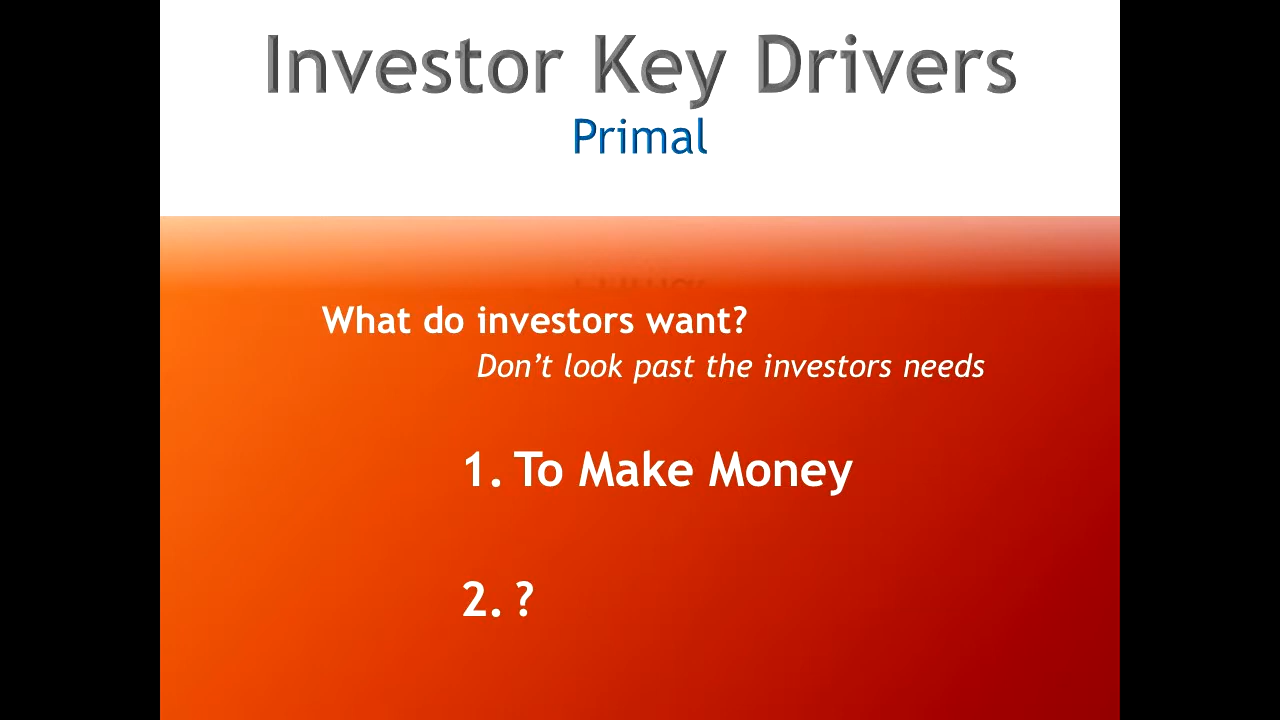 Investor Key Drivers
Primal
What do investors want?
Don’t look past the investors needs
1. To Make Money
2. ?